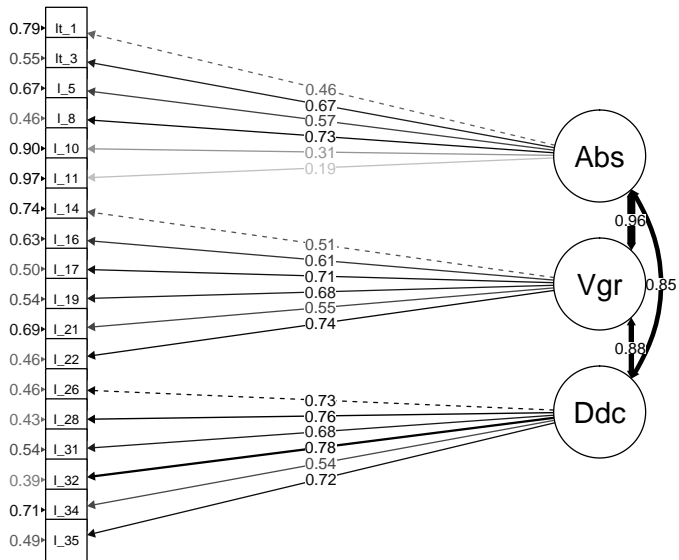 0.79 It_1
0.55 It_3
0.67 I_5
0.46 I_8
0.90 I_10
0.97 I_11
0.74 I_14
0.63 I_16
0.50 I_17
0.54 I_19
0.69 I_21
0.46 I_22
0.46 I_26
0.43 I_28
0.54 I_31
0.39 I_32
0.71 I_34
0.49 I_35
0.46
0.67
0.57
0.73
0.31
0.19
0.51
0.61
0.71
0.68
0.55
0.74
0.73
0.76
0.68
0.78
0.54
0.72
Abs
0.96
Vgr
0.85
0.88
Ddc